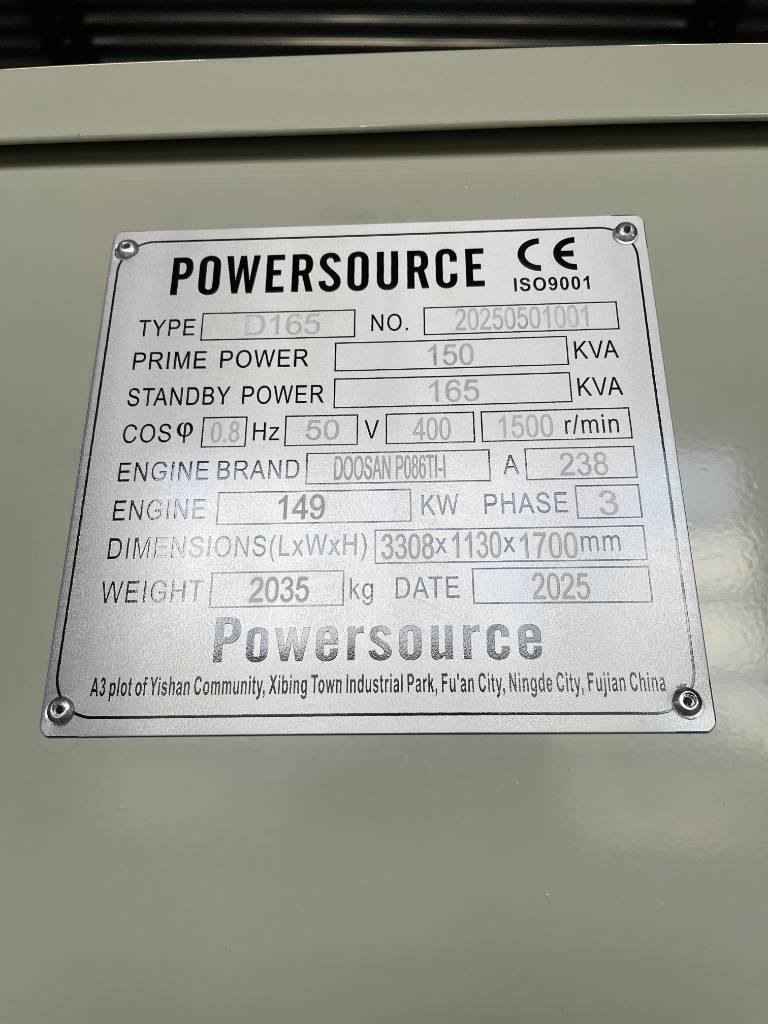 POWERSOURCE CE
ISO9001
TYPE D165 NO. 20250501001
PRIME POWER 150 KVA
STANDBY POWER 165 KVA
COSφ 0.8 Hz 50 V 400 1500 r/min
ENGINE BRAND DOOSAN P086TI-I A 238
ENGINE 149 KW PHASE 3
DIMENSIONS(LxWxH) 3308x1130x1700mm
WEIGHT 2035 kg DATE 2025
Powersource
A3 plot of Yishan Community, Xibing Town Industrial Park, Fu'an City, Ningde City, Fujian China